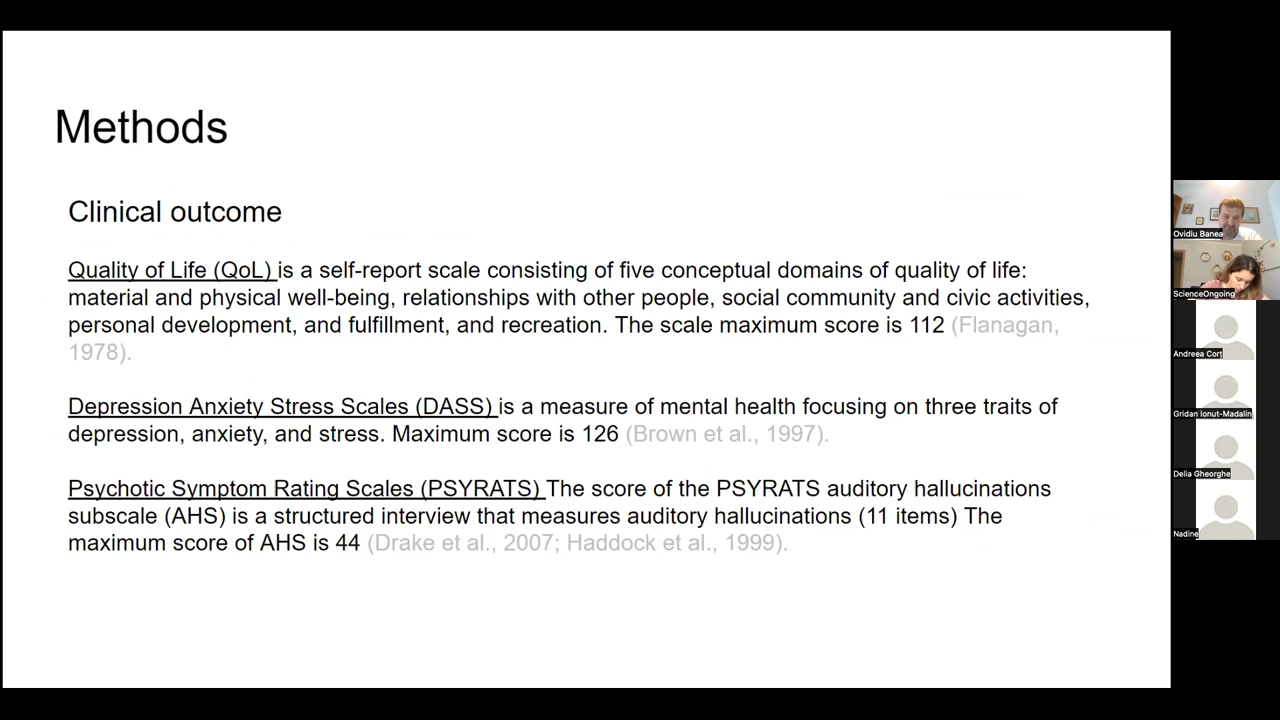 Methods
Clinical outcome
Quality of Life (QoL) is a self-report scale consisting of five conceptual domains of quality of life:
material and physical well-being, relationships with other people, social community and civic activities,
personal development, and fulfillment, and recreation. The scale maximum score is 112 (Flanagan,
1978).
Depression Anxiety Stress Scales (DASS) is a measure of mental health focusing on three traits of
depression, anxiety, and stress. Maximum score is 126 (Brown et al., 1997).
Psychotic Symptom Rating Scales (PSYRATS) The score of the PSYRATS auditory hallucinations
subscale (AHS) is a structured interview that measures auditory hallucinations (11 items) The
maximum score of AHS is 44 (Drake et al., 2007; Haddock et al., 1999).
Ovidiu Banea
ScienceOngoing
Andreea Corț
Gridan Ionut-Madalin
Delia Gheorghe
Nadine